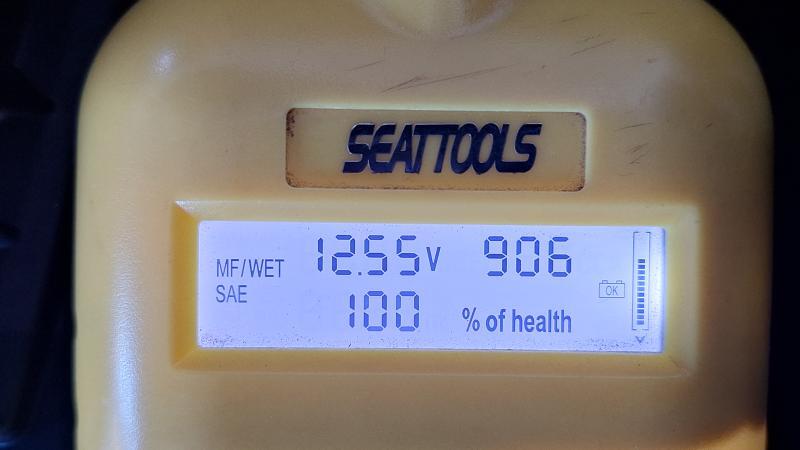 SEATTOOLS
MF/WET 12.55V 906
SAE 100 % of health
OK